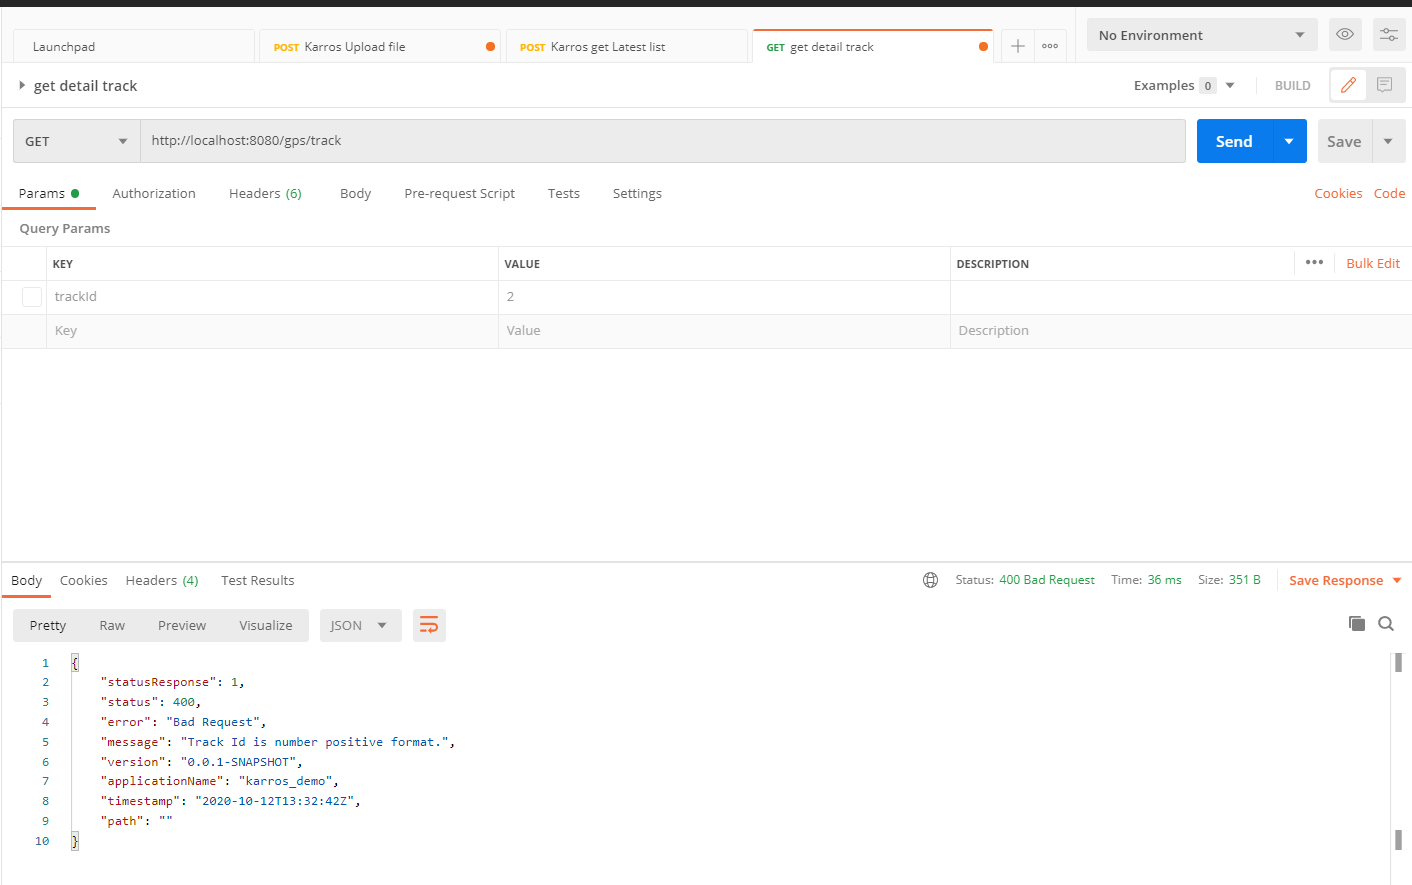 Launchpad
POST Karros Upload file
POST Karros get Latest list
GET get detail track
No Environment
get detail track
Examples 0
BUILD
GET
http://localhost:8080/gps/track
Send
Save
Params
Authorization
Headers (6)
Body
Pre-request Script
Tests
Settings
Cookies
Code
Query Params
KEY
VALUE
DESCRIPTION
Bulk Edit
trackId
2
Key
Value
Description
Body
Cookies
Headers (4)
Test Results
Status: 400 Bad Request
Time: 36 ms
Size: 351 B
Save Response
Pretty
Raw
Preview
Visualize
JSON
1 {
2 "statusResponse": 1,
3 "status": 400,
4 "error": "Bad Request",
5 "message": "Track Id is number positive format.",
6 "version": "0.0.1-SNAPSHOT",
7 "applicationName": "karros_demo",
8 "timestamp": "2020-10-12T13:32:42Z",
9 "path": ""
10 }